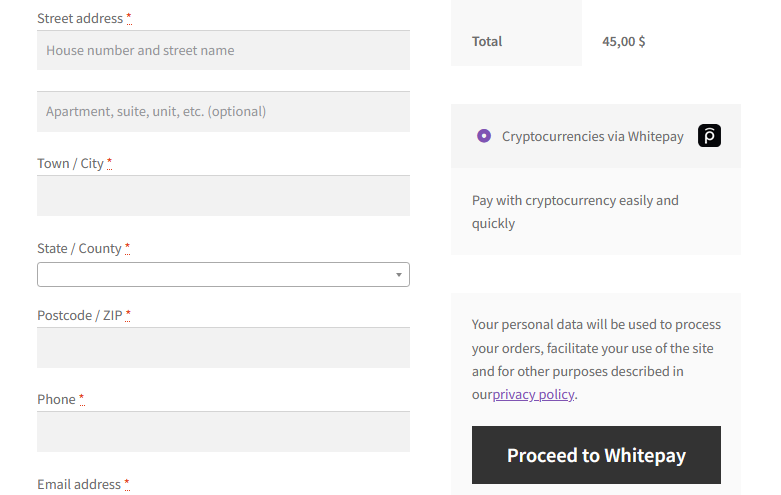 Street address *
House number and street name
Apartment, suite, unit, etc. (optional)
Town / City *
State / County *
Postcode / ZIP *
Phone *
Email address *
Total 45,00 $
Cryptocurrencies via Whitepay
Pay with cryptocurrency easily and
quickly
Your personal data will be used to process
your orders, facilitate your use of the site
and for other purposes described in
ourprivacy policy.
Proceed to Whitepay